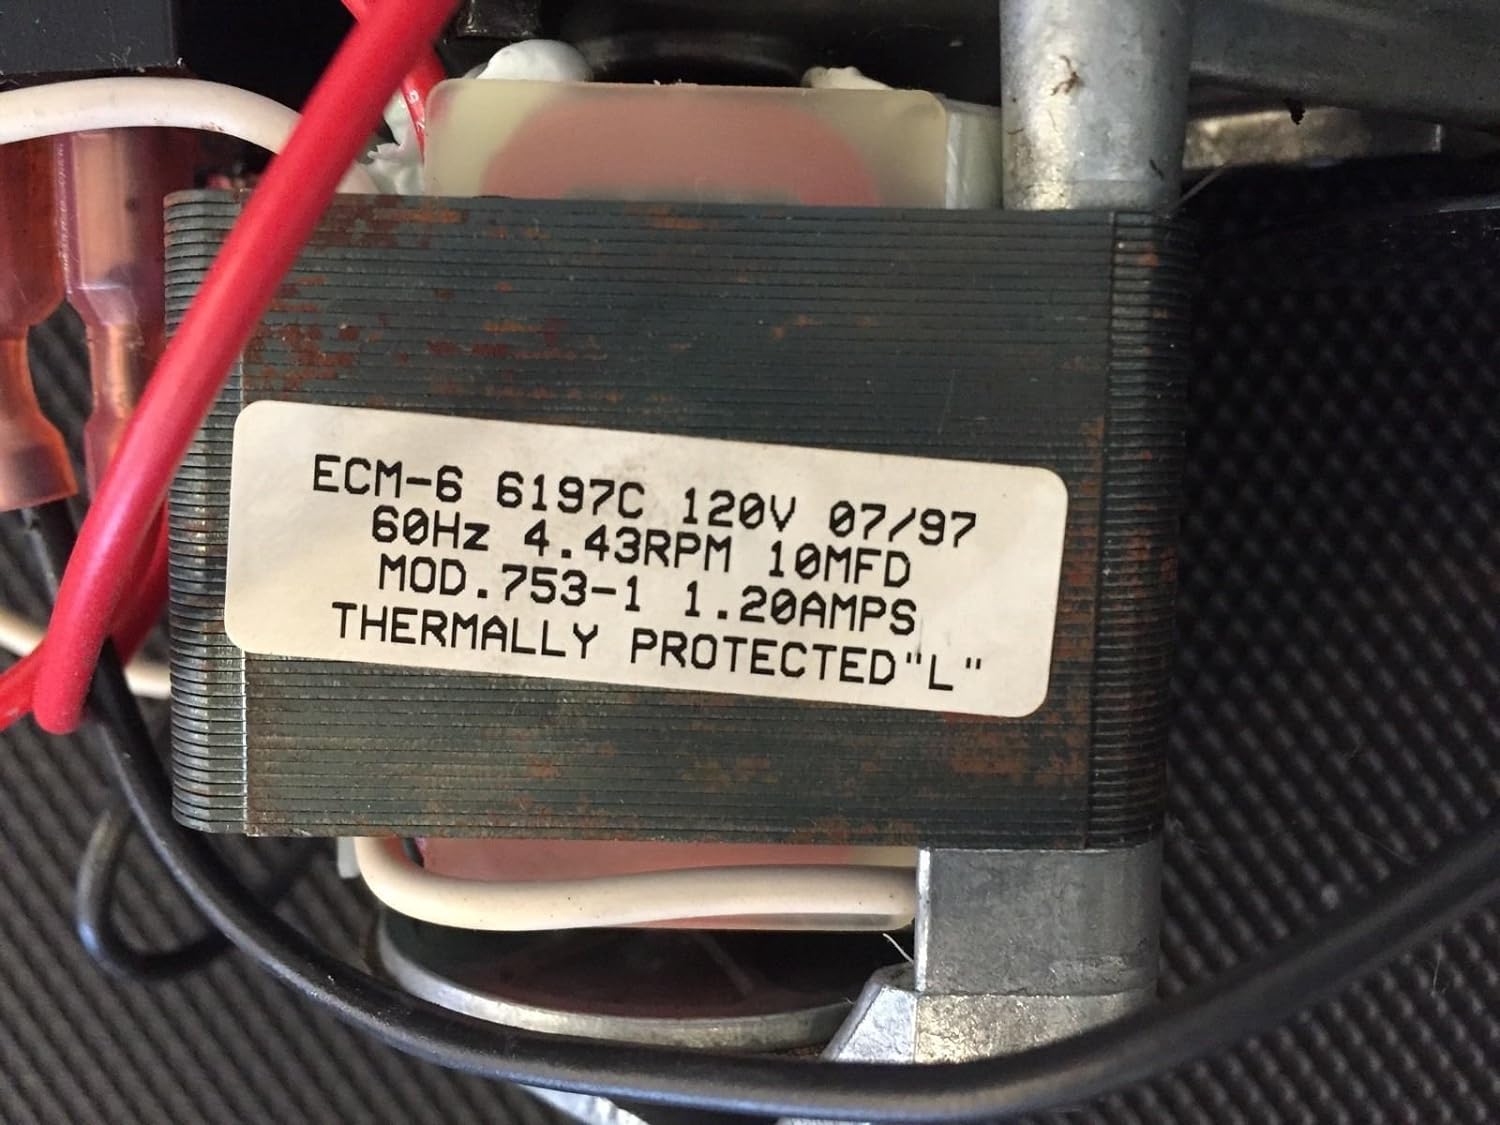 ECM-6 6197C 120V 07/97
60Hz 4.43RPM 10MFD
MOD.753-1 1.20AMPS
THERMALLY PROTECTED"L"